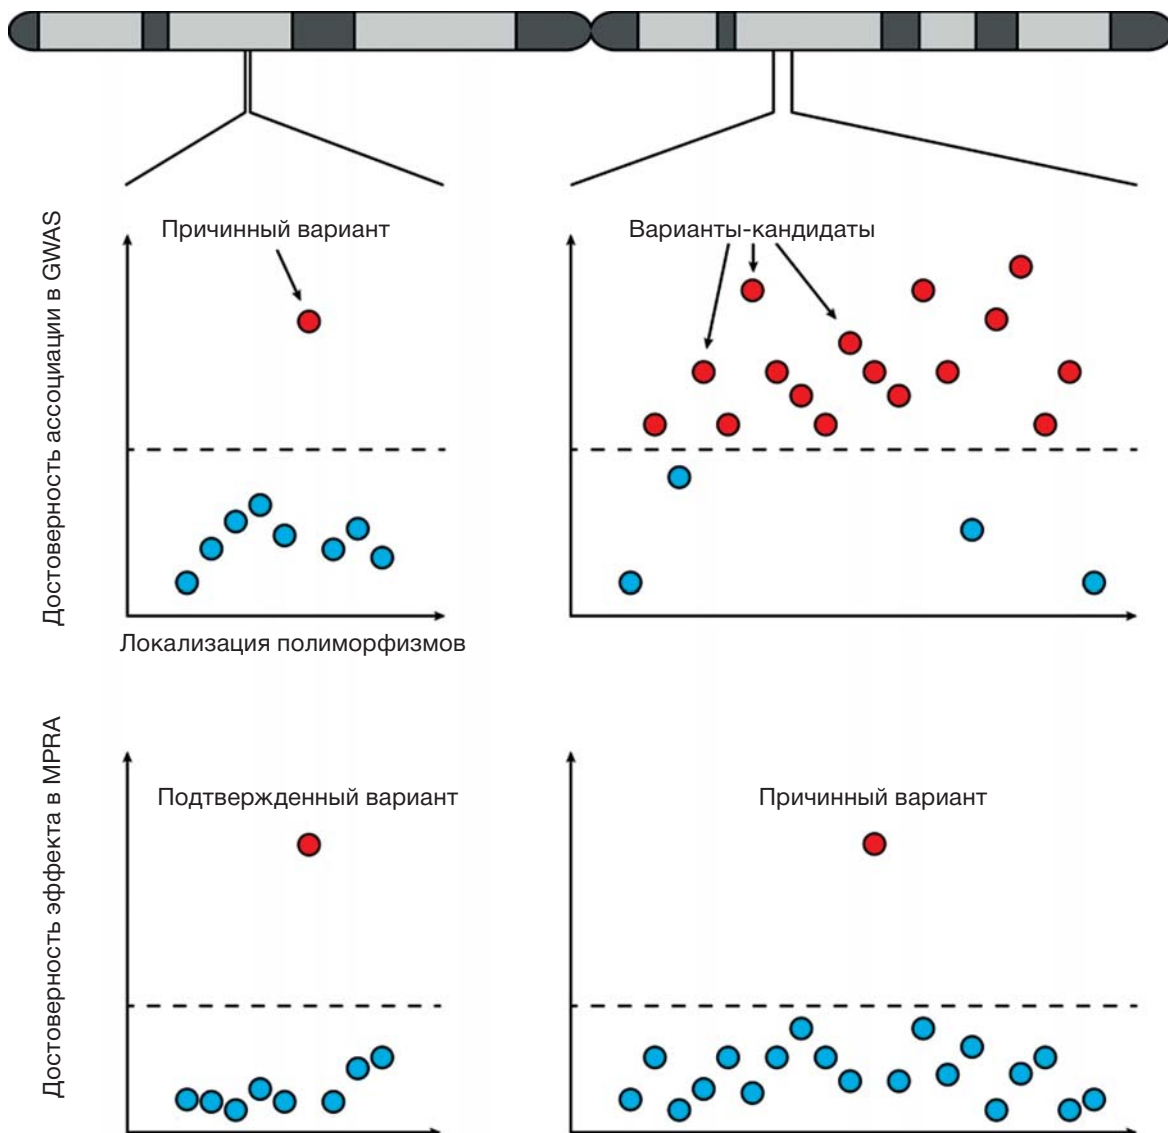 Причинный вариант
Варианты-кандидаты
Достоверность ассоциации в GWAS
Локализация полиморфизмов
Подтвержденный вариант
Причинный вариант
Достоверность эффекта в MPRA